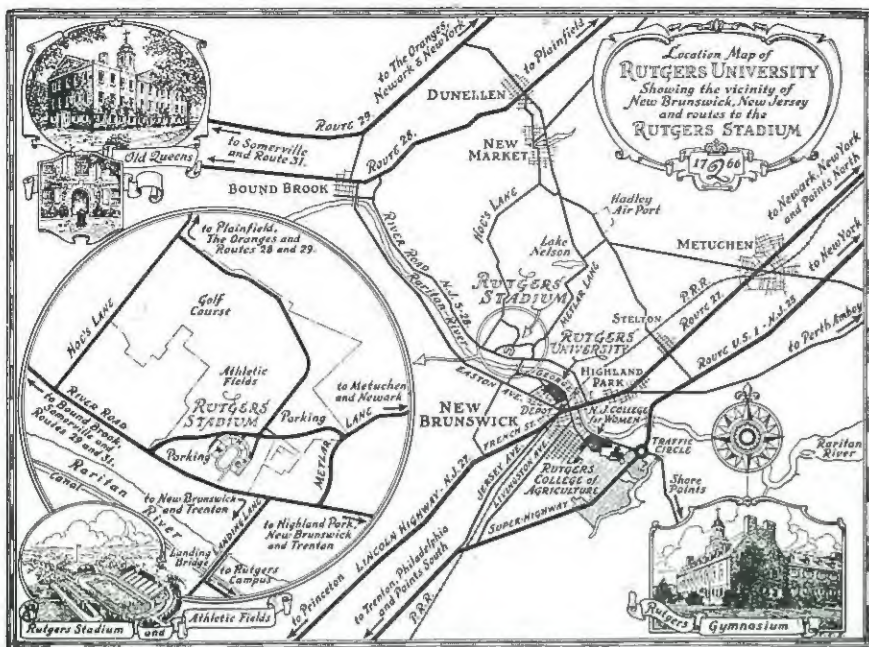 Location Map of
RUTGERS UNIVERSITY
Showing the vicinity of
New Brunswick, New Jersey
and routes to the
RUTGERS STADIUM
1766
Old Queens
to The Oranges,
Newark & New York
to Plainfield
ROUTE 29.
ROUTE 28.
to Somerville
and Route 31.
DUNELLEN
NEW
MARKET
BOUND BROOK
HOG'S LANE
Hadley
Air Port
Lake
Nelson
METLAR LANE
RIVER ROAD N.J. S-28.
Raritan River
RUTGERS
STADIUM
METUCHEN
to Newark, New York
and Points North
to New York
to Perth Amboy
P.R.R.
ROUTE 27.
ROUTE U.S. 1-N.J. 25
STELTON
RUTGERS
UNIVERSITY
HIGHLAND
PARK
EASTON
AVE.
GEORGE
DEPOT
NEW
BRUNSWICK
N.J. COLLEGE
for WOMEN
FRENCH ST.
JERSEY AVE.
LIVINGSTON AVE.
TRAFFIC
CIRCLE
Raritan
River
RUTGERS
COLLEGE of
AGRICULTURE
Shore
Points
SUPER-HIGHWAY
LINCOLN HIGHWAY-N.J. 27.
to Princeton
to Trenton, Philadelphia
and Points South
P.R.R.
to Plainfield,
The Oranges and
Routes 28 and 29.
HOG'S LANE
Golf
Course
Athletic
Fields
RUTGERS
STADIUM
Parking
to Metuchen
and Newark
METLAR LANE
RIVER ROAD
to Bound Brook,
Somerville and
Routes 29 and 31.
Parking
Raritan
River
Canal
to New Brunswick
and Trenton
LANDING LANE
to Highland Park,
New Brunswick
and Trenton
Landing
Bridge
to Rutgers
Campus
Rutgers Stadium and Athletic Fields
Rutgers Gymnasium